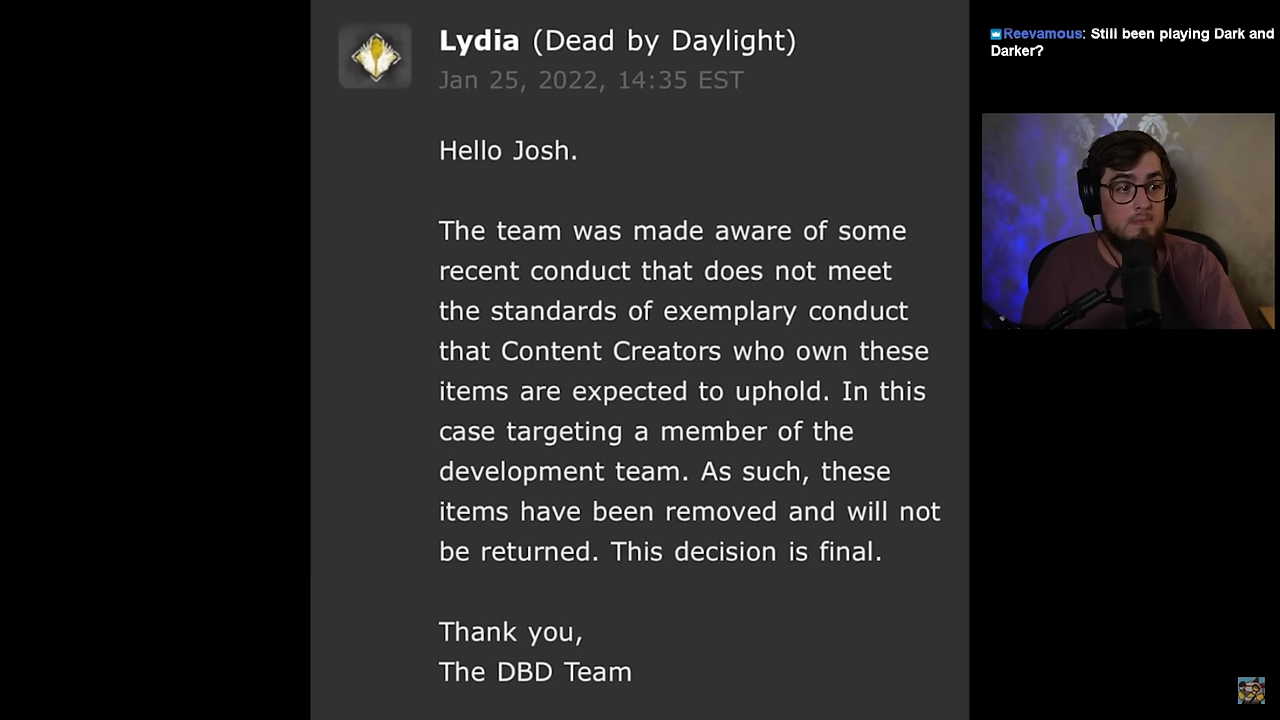 Lydia (Dead by Daylight)
Jan 25, 2022, 14:35 EST
Hello Josh.
The team was made aware of some
recent conduct that does not meet
the standards of exemplary conduct
that Content Creators who own these
items are expected to uphold. In this
case targeting a member of the
development team. As such, these
items have been removed and will not
be returned. This decision is final.
Thank you,
The DBD Team
Reevamous: Still been playing Dark and
Darker?